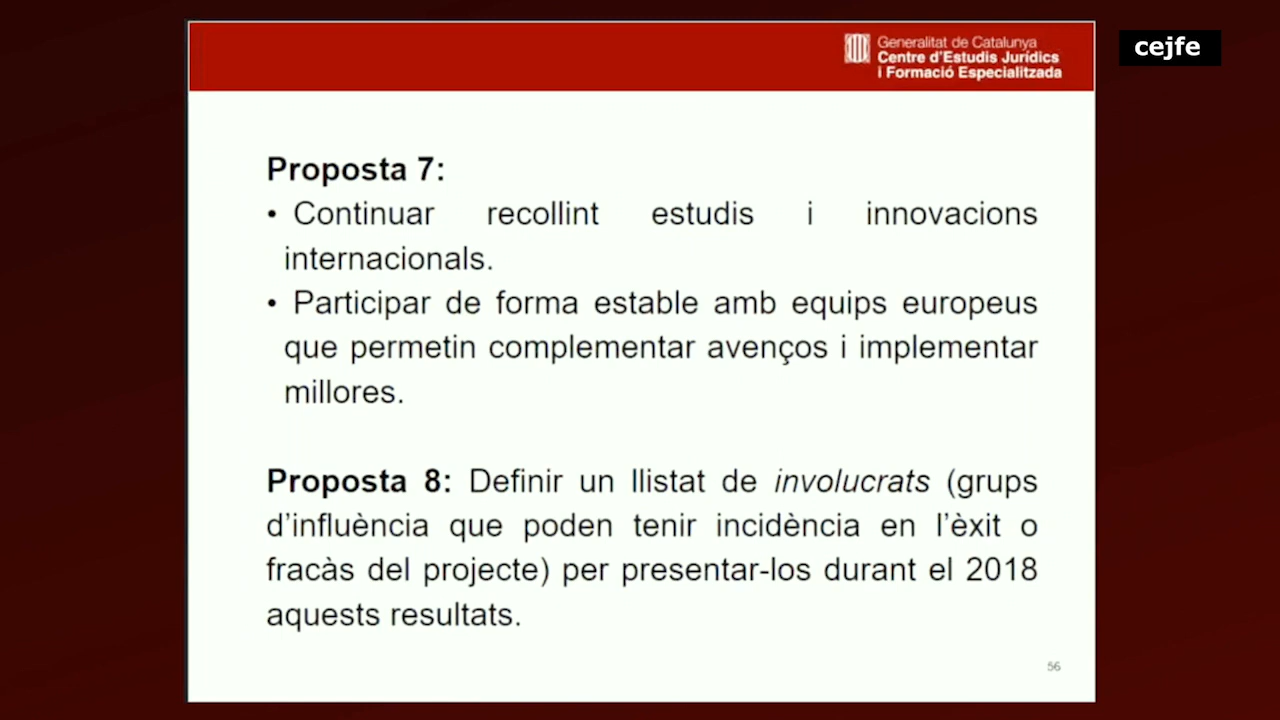 Generalitat de Catalunya
Centre d'Estudis Jurídics
i Formació Especialitzada
cejfe
Proposta 7:
• Continuar recollint estudis i innovacions
internacionals.
• Participar de forma estable amb equips europeus
que permetin complementar avenços i implementar
millores.
Proposta 8: Definir un llistat de involucrats (grups
d'influència que poden tenir incidència en l'èxit o
fracàs del projecte) per presentar-los durant el 2018
aquests resultats.
56